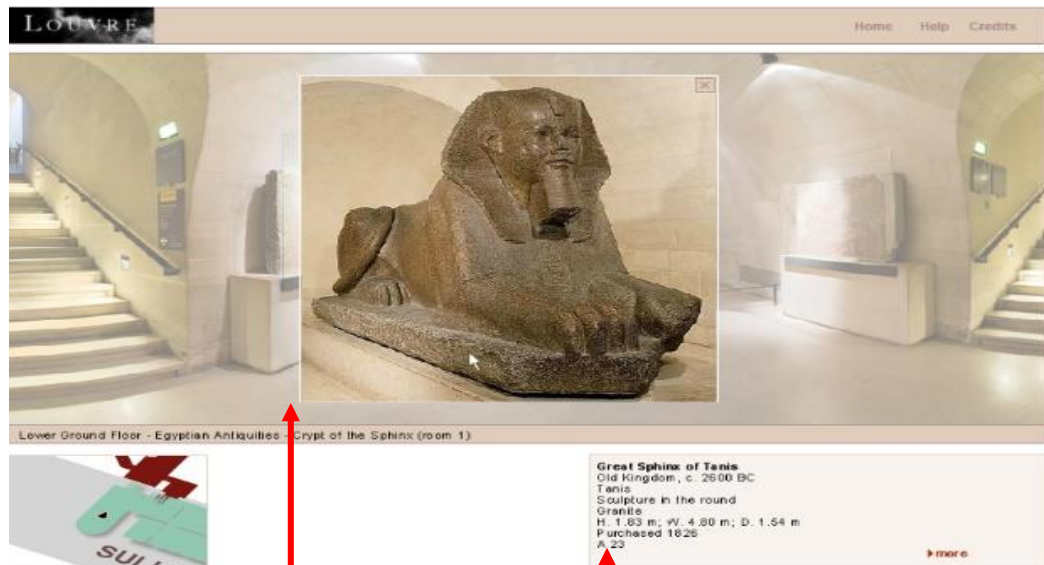 LOUVRE
Home Help Credits
Lower Ground Floor - Egyptian Antiquities - Crypt of the Sphinx (room 1)
Great Sphinx of Tanis
Old Kingdom, c. 2600 BC
Tanis
Sculpture in the round
Granite
H. 1.83 m; W. 4.80 m; D. 1.54 m
Purchased 1826
A 23
more
SULL